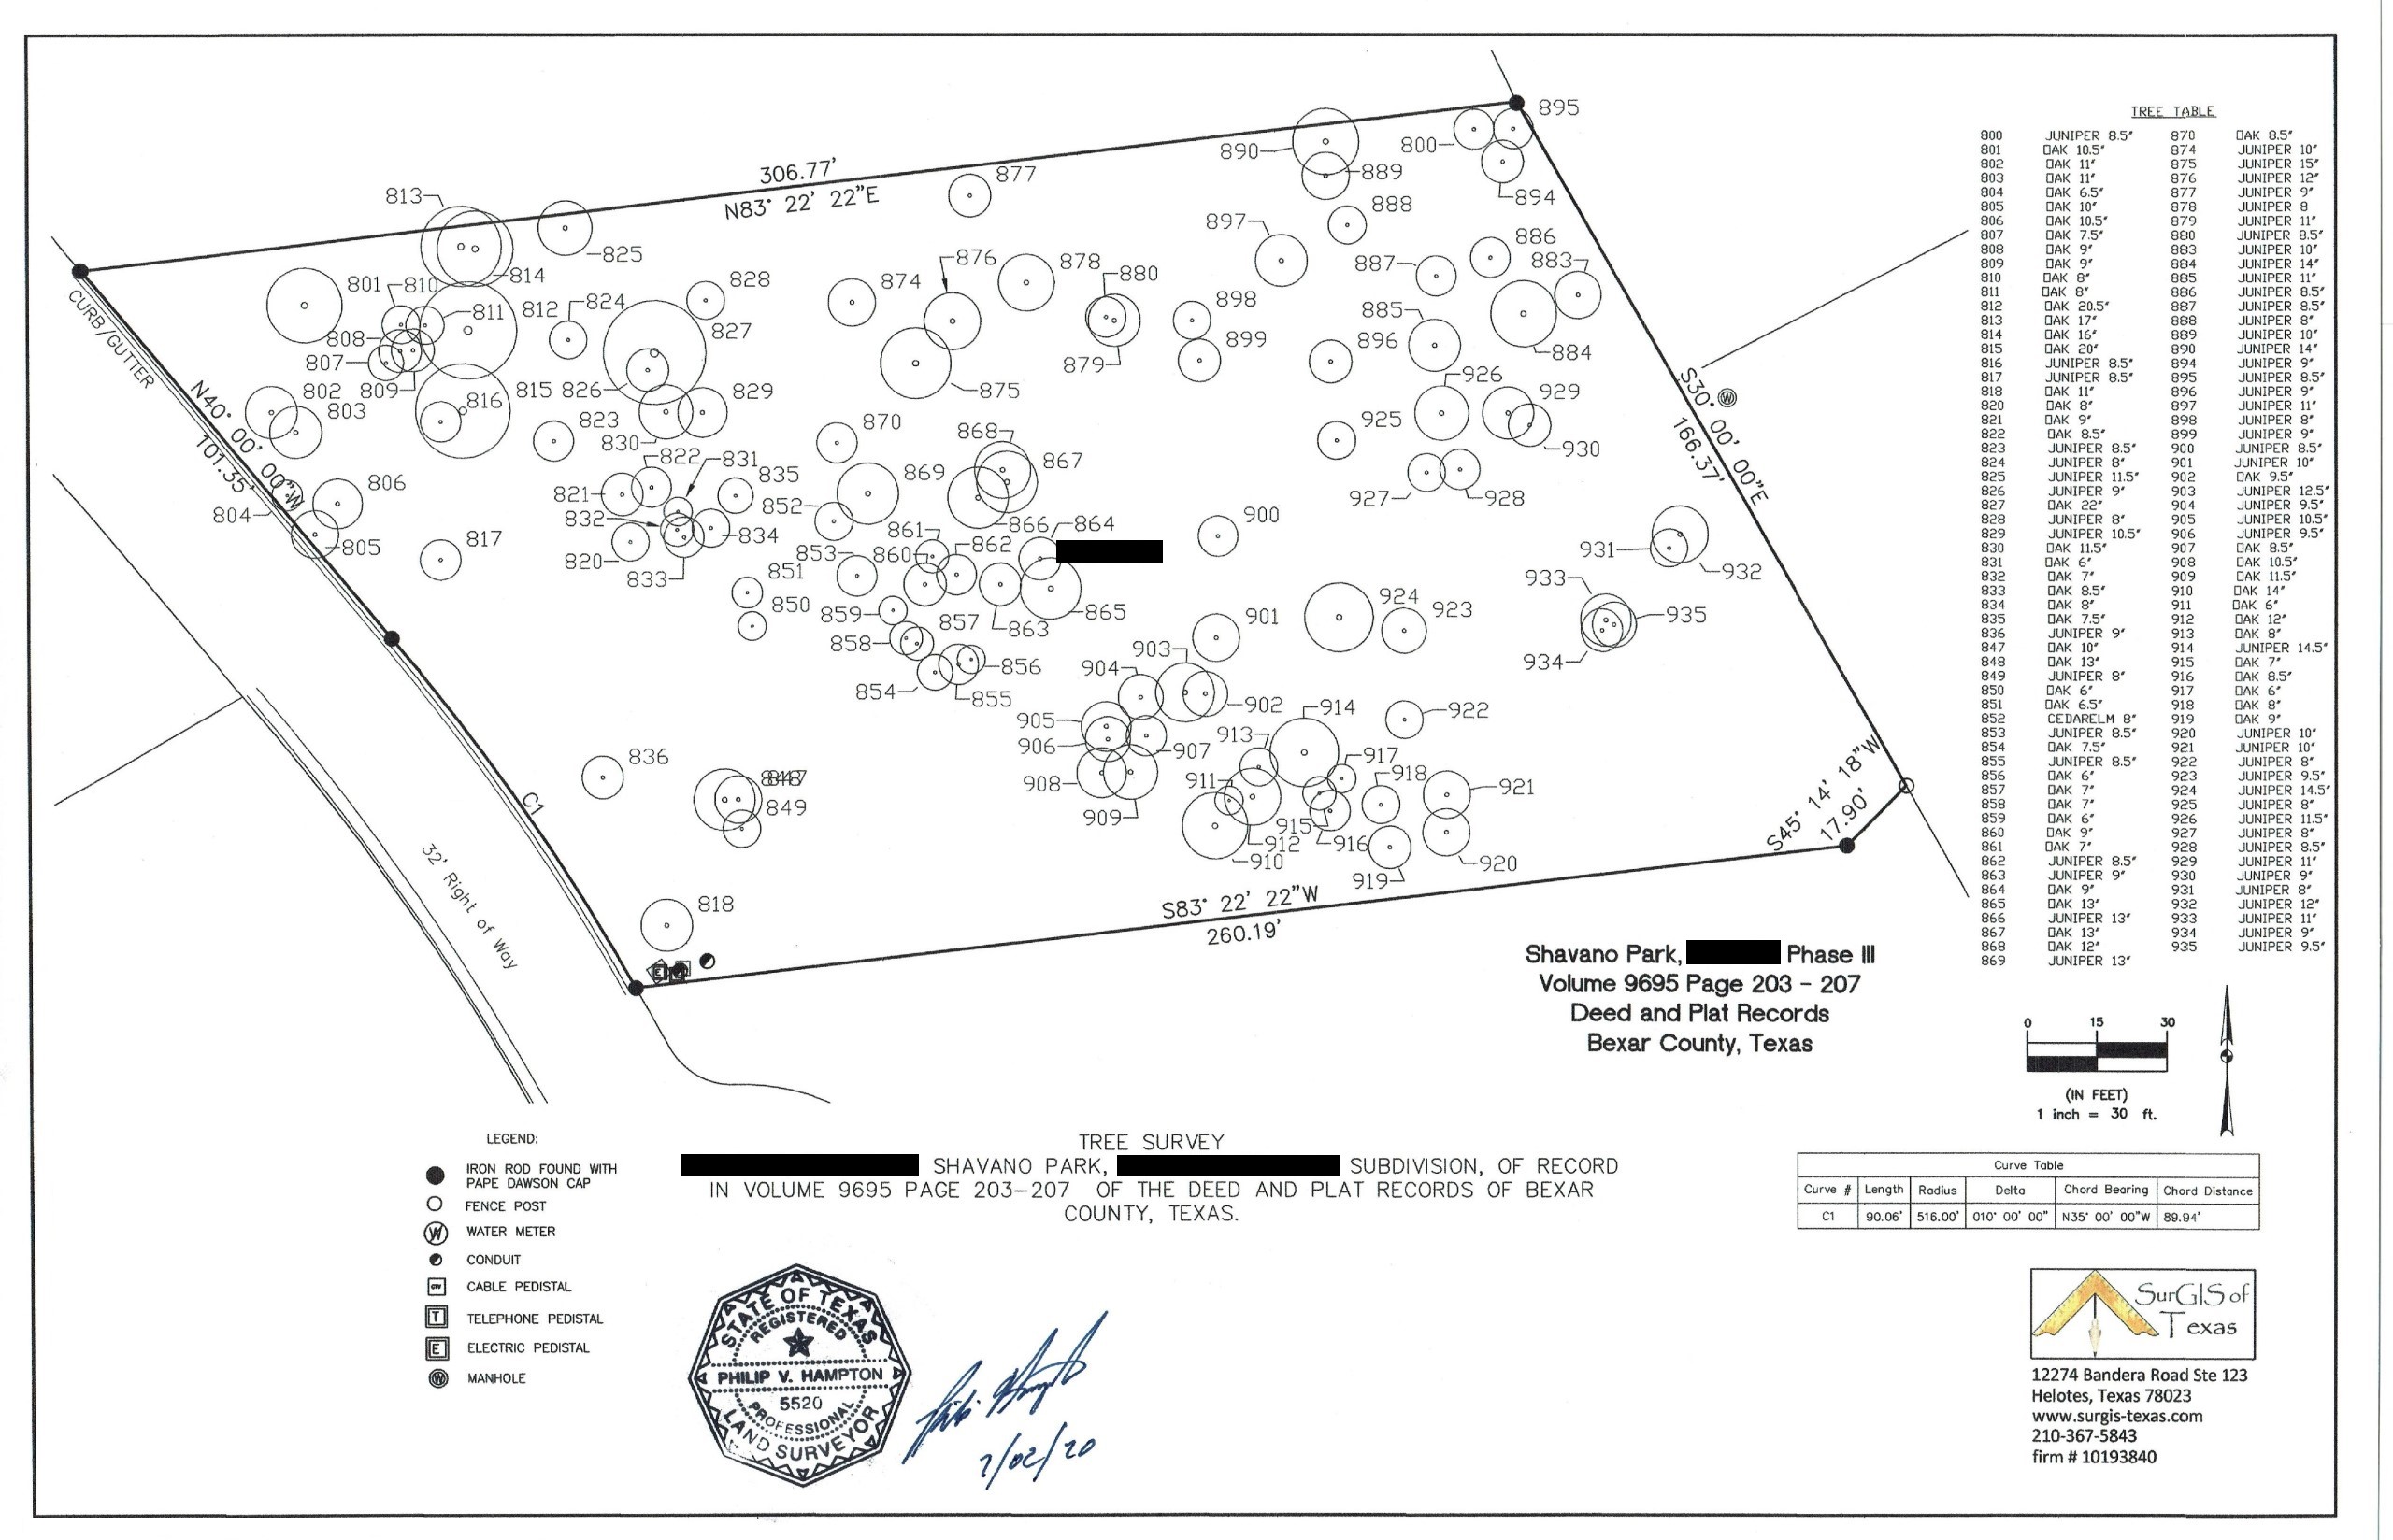 895
890
800
889
894
877
306.77'
N83° 22' 22"E
813
825
814
888
897
886
887
883
876
878
880
828
874
898
801
810
811
812
824
827
885
884
CURB/GUTTER
808
807
809
899
896
879
875
802
803
815
826
816
829
926
929
823
830
925
930
870
868
867
N40° 00' 00"W
101.35'
S30° 00' 00"E
166.37'
W
822
831
835
821
869
927
928
804
806
832
852
866
864
900
834
861
862
805
817
820
833
853
860
931
932
851
850
859
857
863
865
933
924
923
935
858
901
934
903
856
904
854
855
902
905
922
906
907
914
913
836
908
911
917
918
848
847
921
849
909
915
912
916
910
919
920
C1
32' Right of Way
818
S45° 14' 18"W
17.90'
S83° 22' 22"W
260.19'
TREE TABLE
800 JUNIPER 8.5" 870 OAK 8.5"
801 OAK 10.5" 874 JUNIPER 10"
802 OAK 11" 875 JUNIPER 15"
803 OAK 11" 876 JUNIPER 12"
804 OAK 6.5" 877 JUNIPER 9"
805 OAK 10" 878 JUNIPER 8
806 OAK 10.5" 879 JUNIPER 11"
807 OAK 7.5" 880 JUNIPER 8.5"
808 OAK 9" 883 JUNIPER 10"
809 OAK 9" 884 JUNIPER 14"
810 OAK 8" 885 JUNIPER 11"
811 OAK 8" 886 JUNIPER 8.5"
812 OAK 20.5" 887 JUNIPER 8.5"
813 OAK 17" 888 JUNIPER 8"
814 OAK 16" 889 JUNIPER 10"
815 OAK 20" 890 JUNIPER 14"
816 JUNIPER 8.5" 894 JUNIPER 9"
817 JUNIPER 8.5" 895 JUNIPER 8.5"
818 OAK 11" 896 JUNIPER 9"
820 OAK 8" 897 JUNIPER 11"
821 OAK 9" 898 JUNIPER 8"
822 OAK 8.5" 899 JUNIPER 9"
823 JUNIPER 8.5" 900 JUNIPER 8.5"
824 JUNIPER 8" 901 JUNIPER 10"
825 JUNIPER 11.5" 902 OAK 9.5"
826 JUNIPER 9" 903 JUNIPER 12.5"
827 OAK 22" 904 JUNIPER 9.5"
828 JUNIPER 8" 905 JUNIPER 10.5"
829 JUNIPER 10.5" 906 JUNIPER 9.5"
830 OAK 11.5" 907 OAK 8.5"
831 OAK 6" 908 OAK 10.5"
832 OAK 7" 909 OAK 11.5"
833 OAK 8.5" 910 OAK 14"
834 OAK 8" 911 OAK 6"
835 OAK 7.5" 912 OAK 12"
836 JUNIPER 9" 913 OAK 8"
847 OAK 10" 914 JUNIPER 14.5"
848 OAK 13" 915 OAK 7"
849 JUNIPER 8" 916 OAK 8.5"
850 OAK 6" 917 OAK 6"
851 OAK 6.5" 918 OAK 8"
852 CEDARELM 8" 919 OAK 9"
853 JUNIPER 8.5" 920 JUNIPER 10"
854 OAK 7.5" 921 JUNIPER 10"
855 JUNIPER 8.5" 922 JUNIPER 8"
856 OAK 6" 923 JUNIPER 9.5"
857 OAK 7" 924 JUNIPER 14.5"
858 OAK 7" 925 JUNIPER 8"
859 OAK 6" 926 JUNIPER 11.5"
860 OAK 9" 927 JUNIPER 8"
861 OAK 7" 928 JUNIPER 8.5"
862 JUNIPER 8.5" 929 JUNIPER 11"
863 JUNIPER 9" 930 JUNIPER 9"
864 OAK 9" 931 JUNIPER 8"
865 OAK 13" 932 JUNIPER 12"
866 JUNIPER 13" 933 JUNIPER 11"
867 OAK 13" 934 JUNIPER 9"
868 OAK 12" 935 JUNIPER 9.5"
869 JUNIPER 13"
Shavano Park, Phase III
Volume 9695 Page 203 - 207
Deed and Plat Records
Bexar County, Texas
0 15 30
(IN FEET)
1 inch = 30 ft.
LEGEND:
IRON ROD FOUND WITH
PAPE DAWSON CAP
FENCE POST
W WATER METER
CONDUIT
CTV CABLE PEDISTAL
T TELEPHONE PEDISTAL
E ELECTRIC PEDISTAL
W MANHOLE
TREE SURVEY
SHAVANO PARK, SUBDIVISION, OF RECORD
IN VOLUME 9695 PAGE 203-207 OF THE DEED AND PLAT RECORDS OF BEXAR
COUNTY, TEXAS.
Curve Table
Curve # Length Radius Delta Chord Bearing Chord Distance
C1 90.06' 516.00' 010° 00' 00" N35° 00' 00"W 89.94'
STATE OF TEXAS
REGISTERED
PHILIP V. HAMPTON
5520
PROFESSIONAL
LAND SURVEYOR
SurGIS of
Texas
12274 Bandera Road Ste 123
Helotes, Texas 78023
www.surgis-texas.com
210-367-5843
firm # 10193840